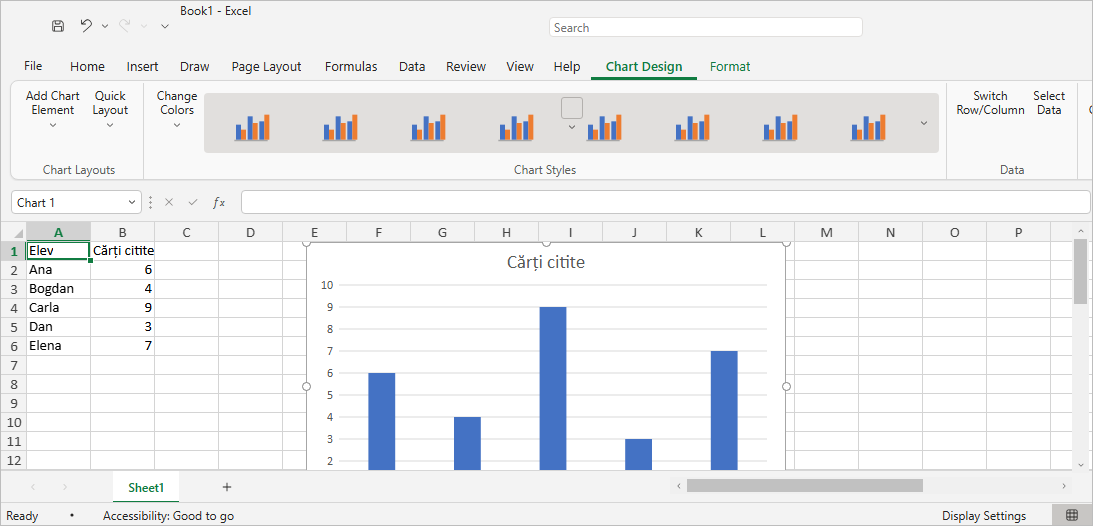 Book1 - Excel
Search
File Home Insert Draw Page Layout Formulas Data Review View Help Chart Design Format
Add Chart Element
Quick Layout
Change Colors
Switch Row/Column
Select Data
Chart Layouts
Chart Styles
Data
Chart 1
fx
A B C D E F G H I J K L M N O P
1 Elev Cărți citite
2 Ana 6
3 Bogdan 4
4 Carla 9
5 Dan 3
6 Elena 7
7
8
9
10
11
12
Cărți citite
10
9
8
7
6
5
4
3
2
Sheet1
Ready • Accessibility: Good to go Display Settings